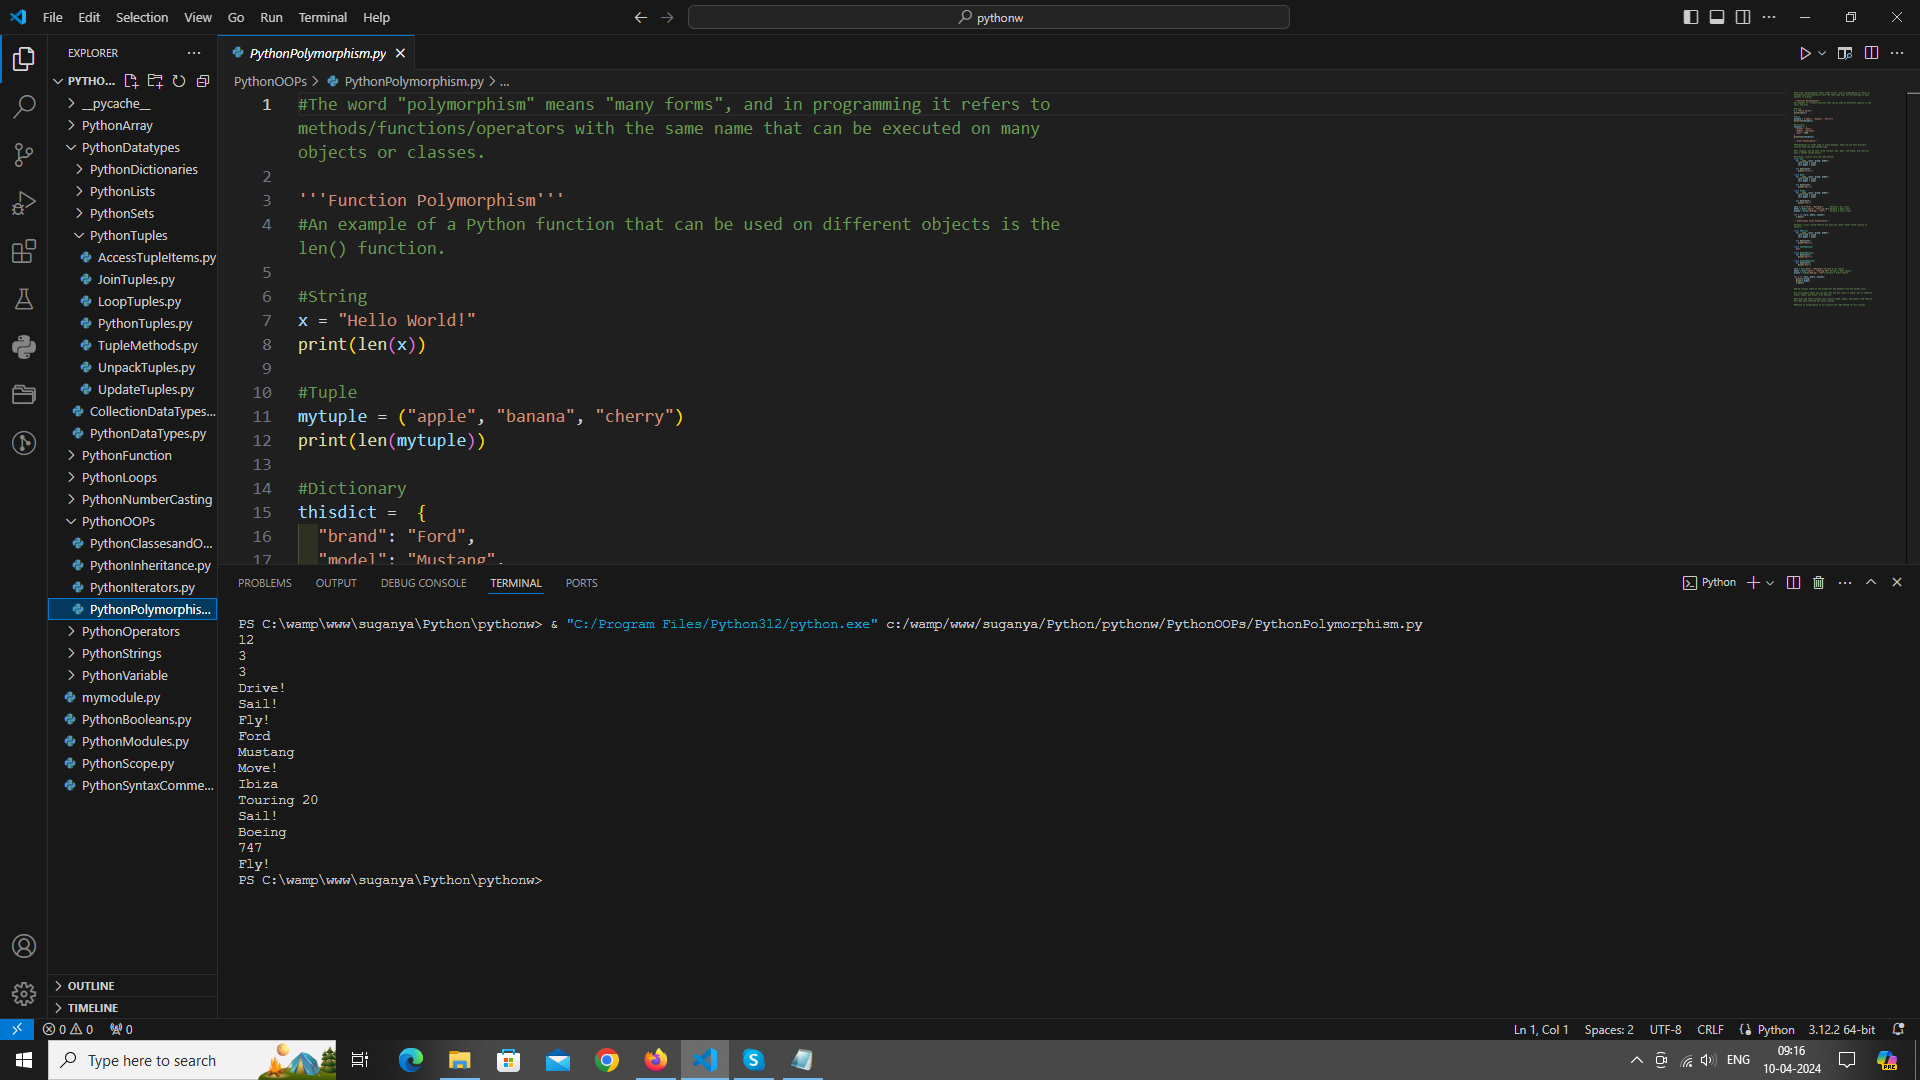 File Edit Selection View Go Run Terminal Help
pythonw
EXPLORER
PYTHO...
__pycache__
PythonArray
PythonDatatypes
PythonDictionaries
PythonLists
PythonSets
PythonTuples
AccessTupleItems.py
JoinTuples.py
LoopTuples.py
PythonTuples.py
TupleMethods.py
UnpackTuples.py
UpdateTuples.py
CollectionDataTypes...
PythonDataTypes.py
PythonFunction
PythonLoops
PythonNumberCasting
PythonOOPs
PythonClassesandO...
PythonInheritance.py
PythonIterators.py
PythonPolymorphis...
PythonOperators
PythonStrings
PythonVariable
mymodule.py
PythonBooleans.py
PythonModules.py
PythonScope.py
PythonSyntaxComme...
OUTLINE
TIMELINE
PythonPolymorphism.py
PythonOOPs > PythonPolymorphism.py > ...
1 #The word "polymorphism" means "many forms", and in programming it refers to
methods/functions/operators with the same name that can be executed on many
objects or classes.
2
3 '''Function Polymorphism'''
4 #An example of a Python function that can be used on different objects is the
len() function.
5
6 #String
7 x = "Hello World!"
8 print(len(x))
9
10 #Tuple
11 mytuple = ("apple", "banana", "cherry")
12 print(len(mytuple))
13
14 #Dictionary
15 thisdict =  {
16 "brand": "Ford",
17 "model": "Mustang",
PROBLEMS OUTPUT DEBUG CONSOLE TERMINAL PORTS
Python
PS C:\wamp\www\suganya\Python\pythonw> & "C:/Program Files/Python312/python.exe" c:/wamp/www/suganya/Python/pythonw/PythonOOPs/PythonPolymorphism.py
12
3
3
Drive!
Sail!
Fly!
Ford
Mustang
Move!
Ibiza
Touring 20
Sail!
Boeing
747
Fly!
PS C:\wamp\www\suganya\Python\pythonw>
0 0 0
Ln 1, Col 1 Spaces: 2 UTF-8 CRLF Python 3.12.2 64-bit
Type here to search
ENG
09:16
10-04-2024